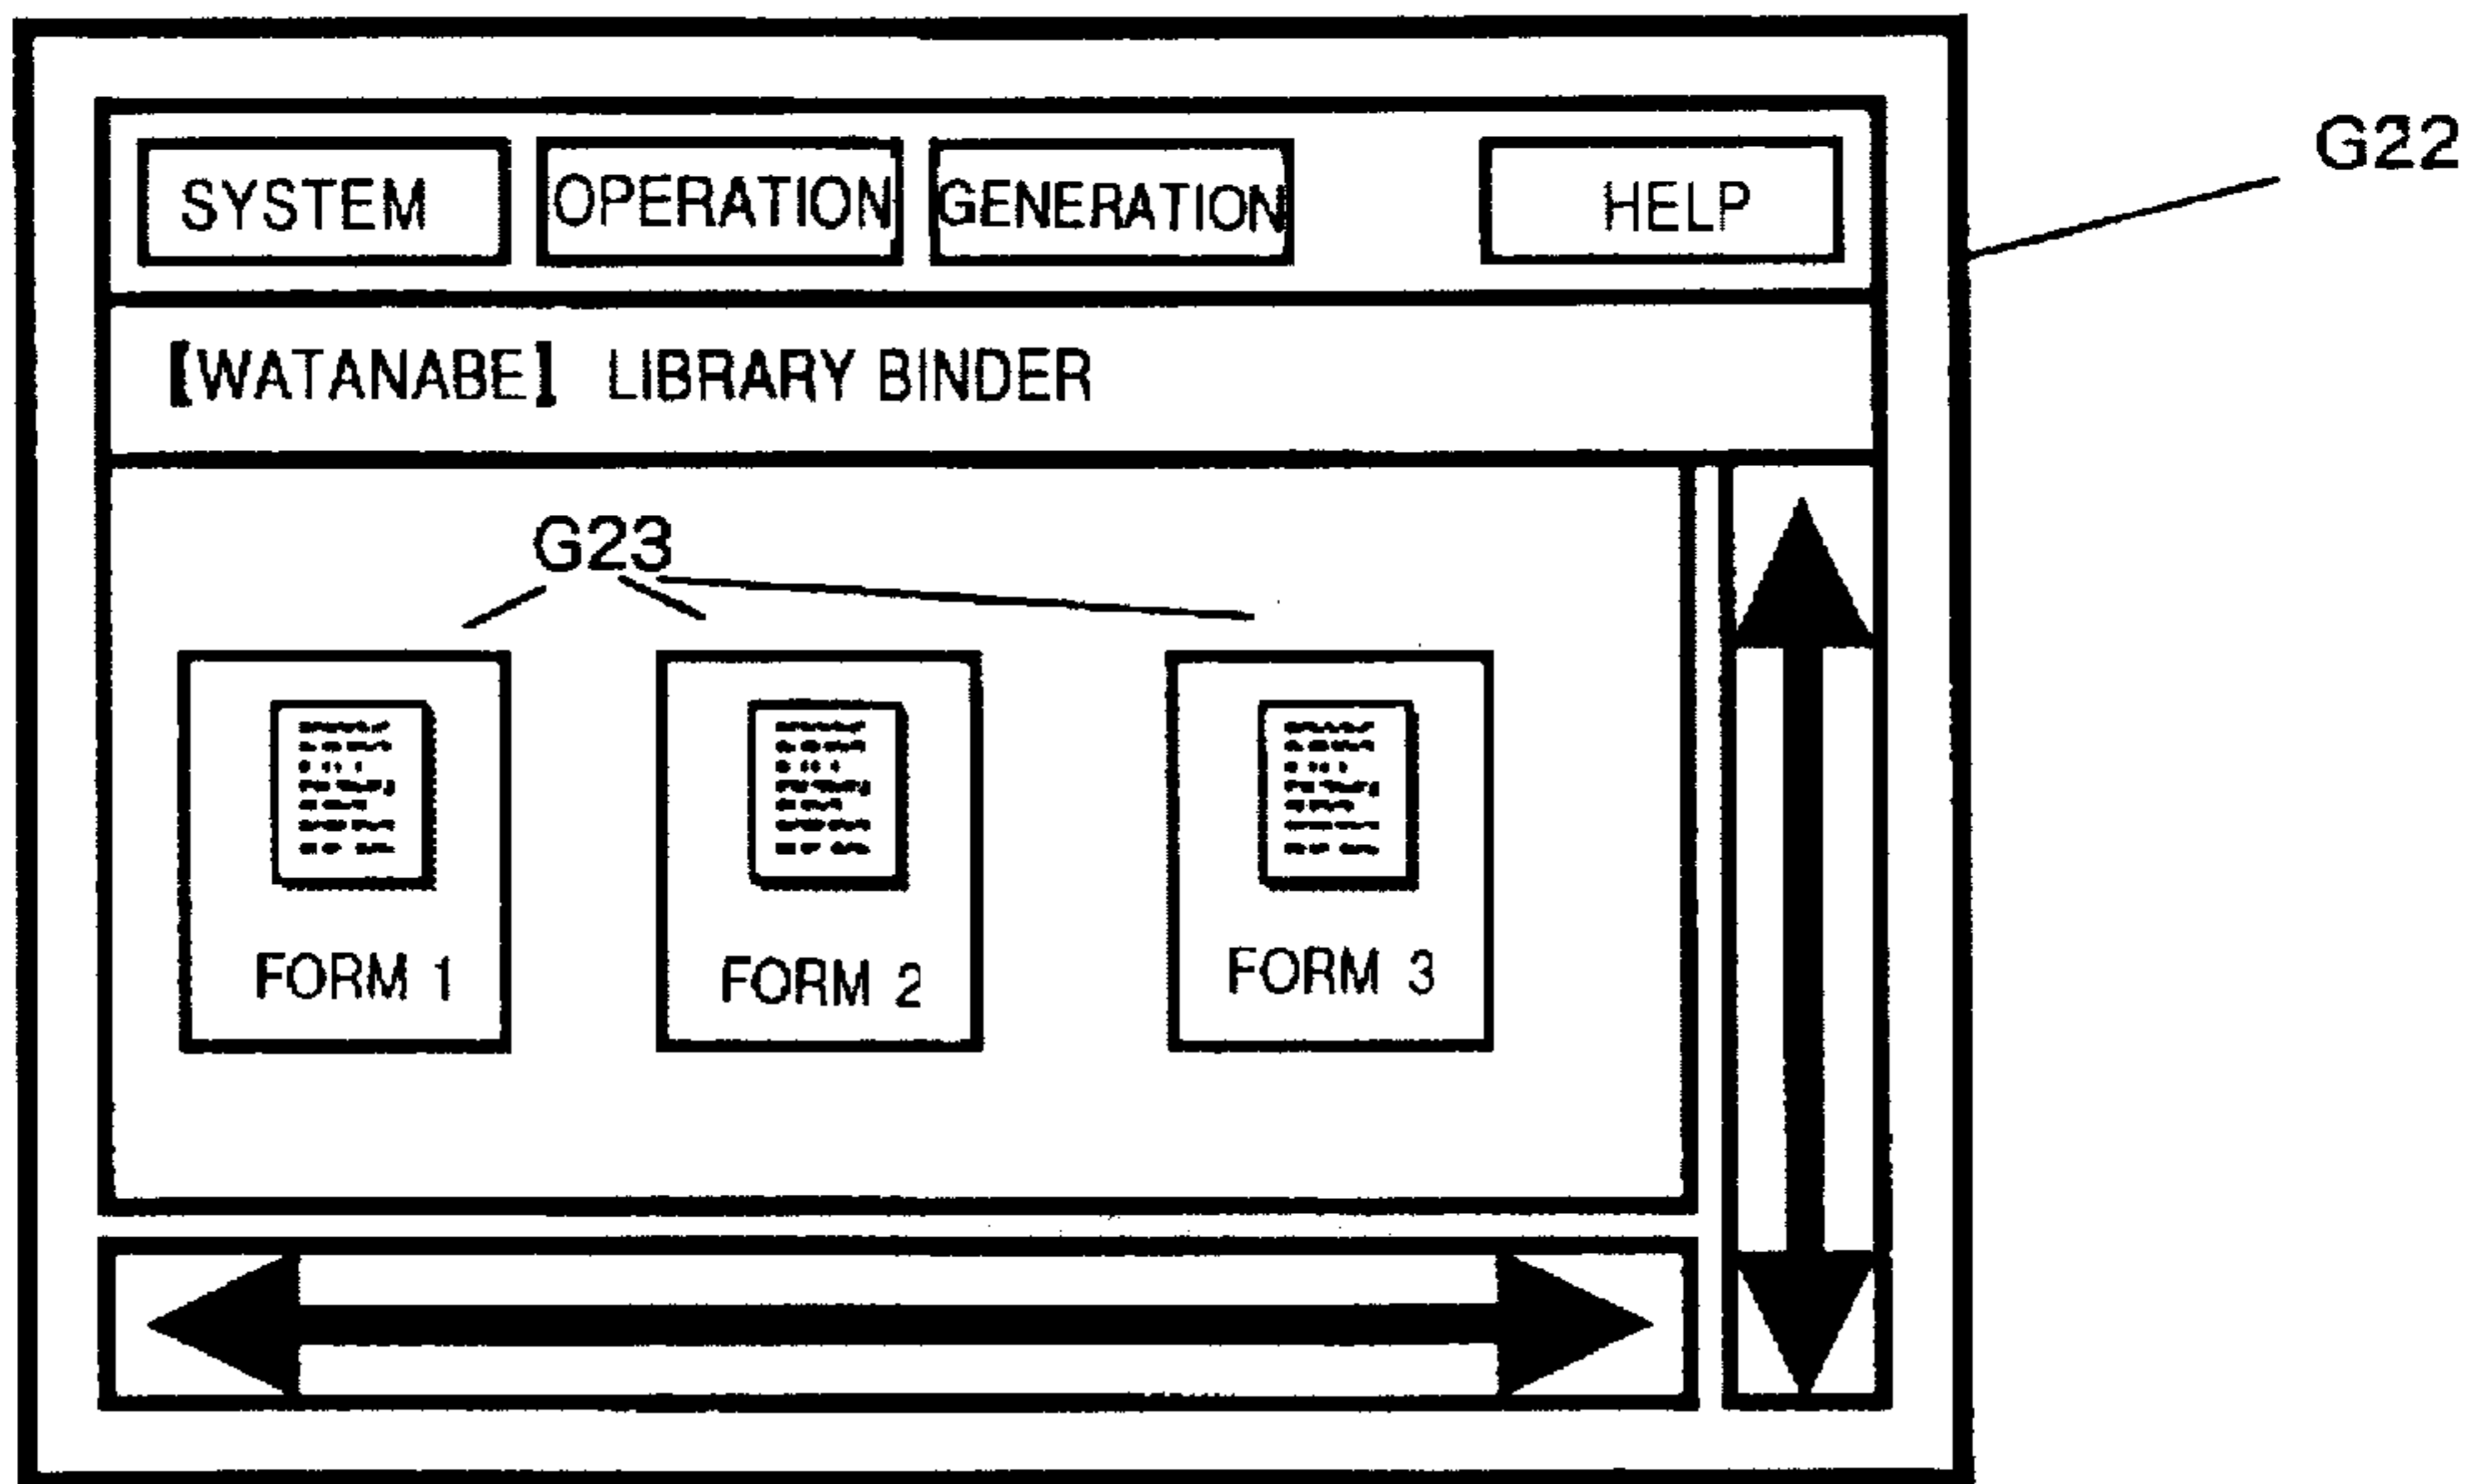 G22
SYSTEM OPERATION GENERATION HELP
【WATANABE】 LIBRARY BINDER
G23
FORM 1 FORM 2 FORM 3